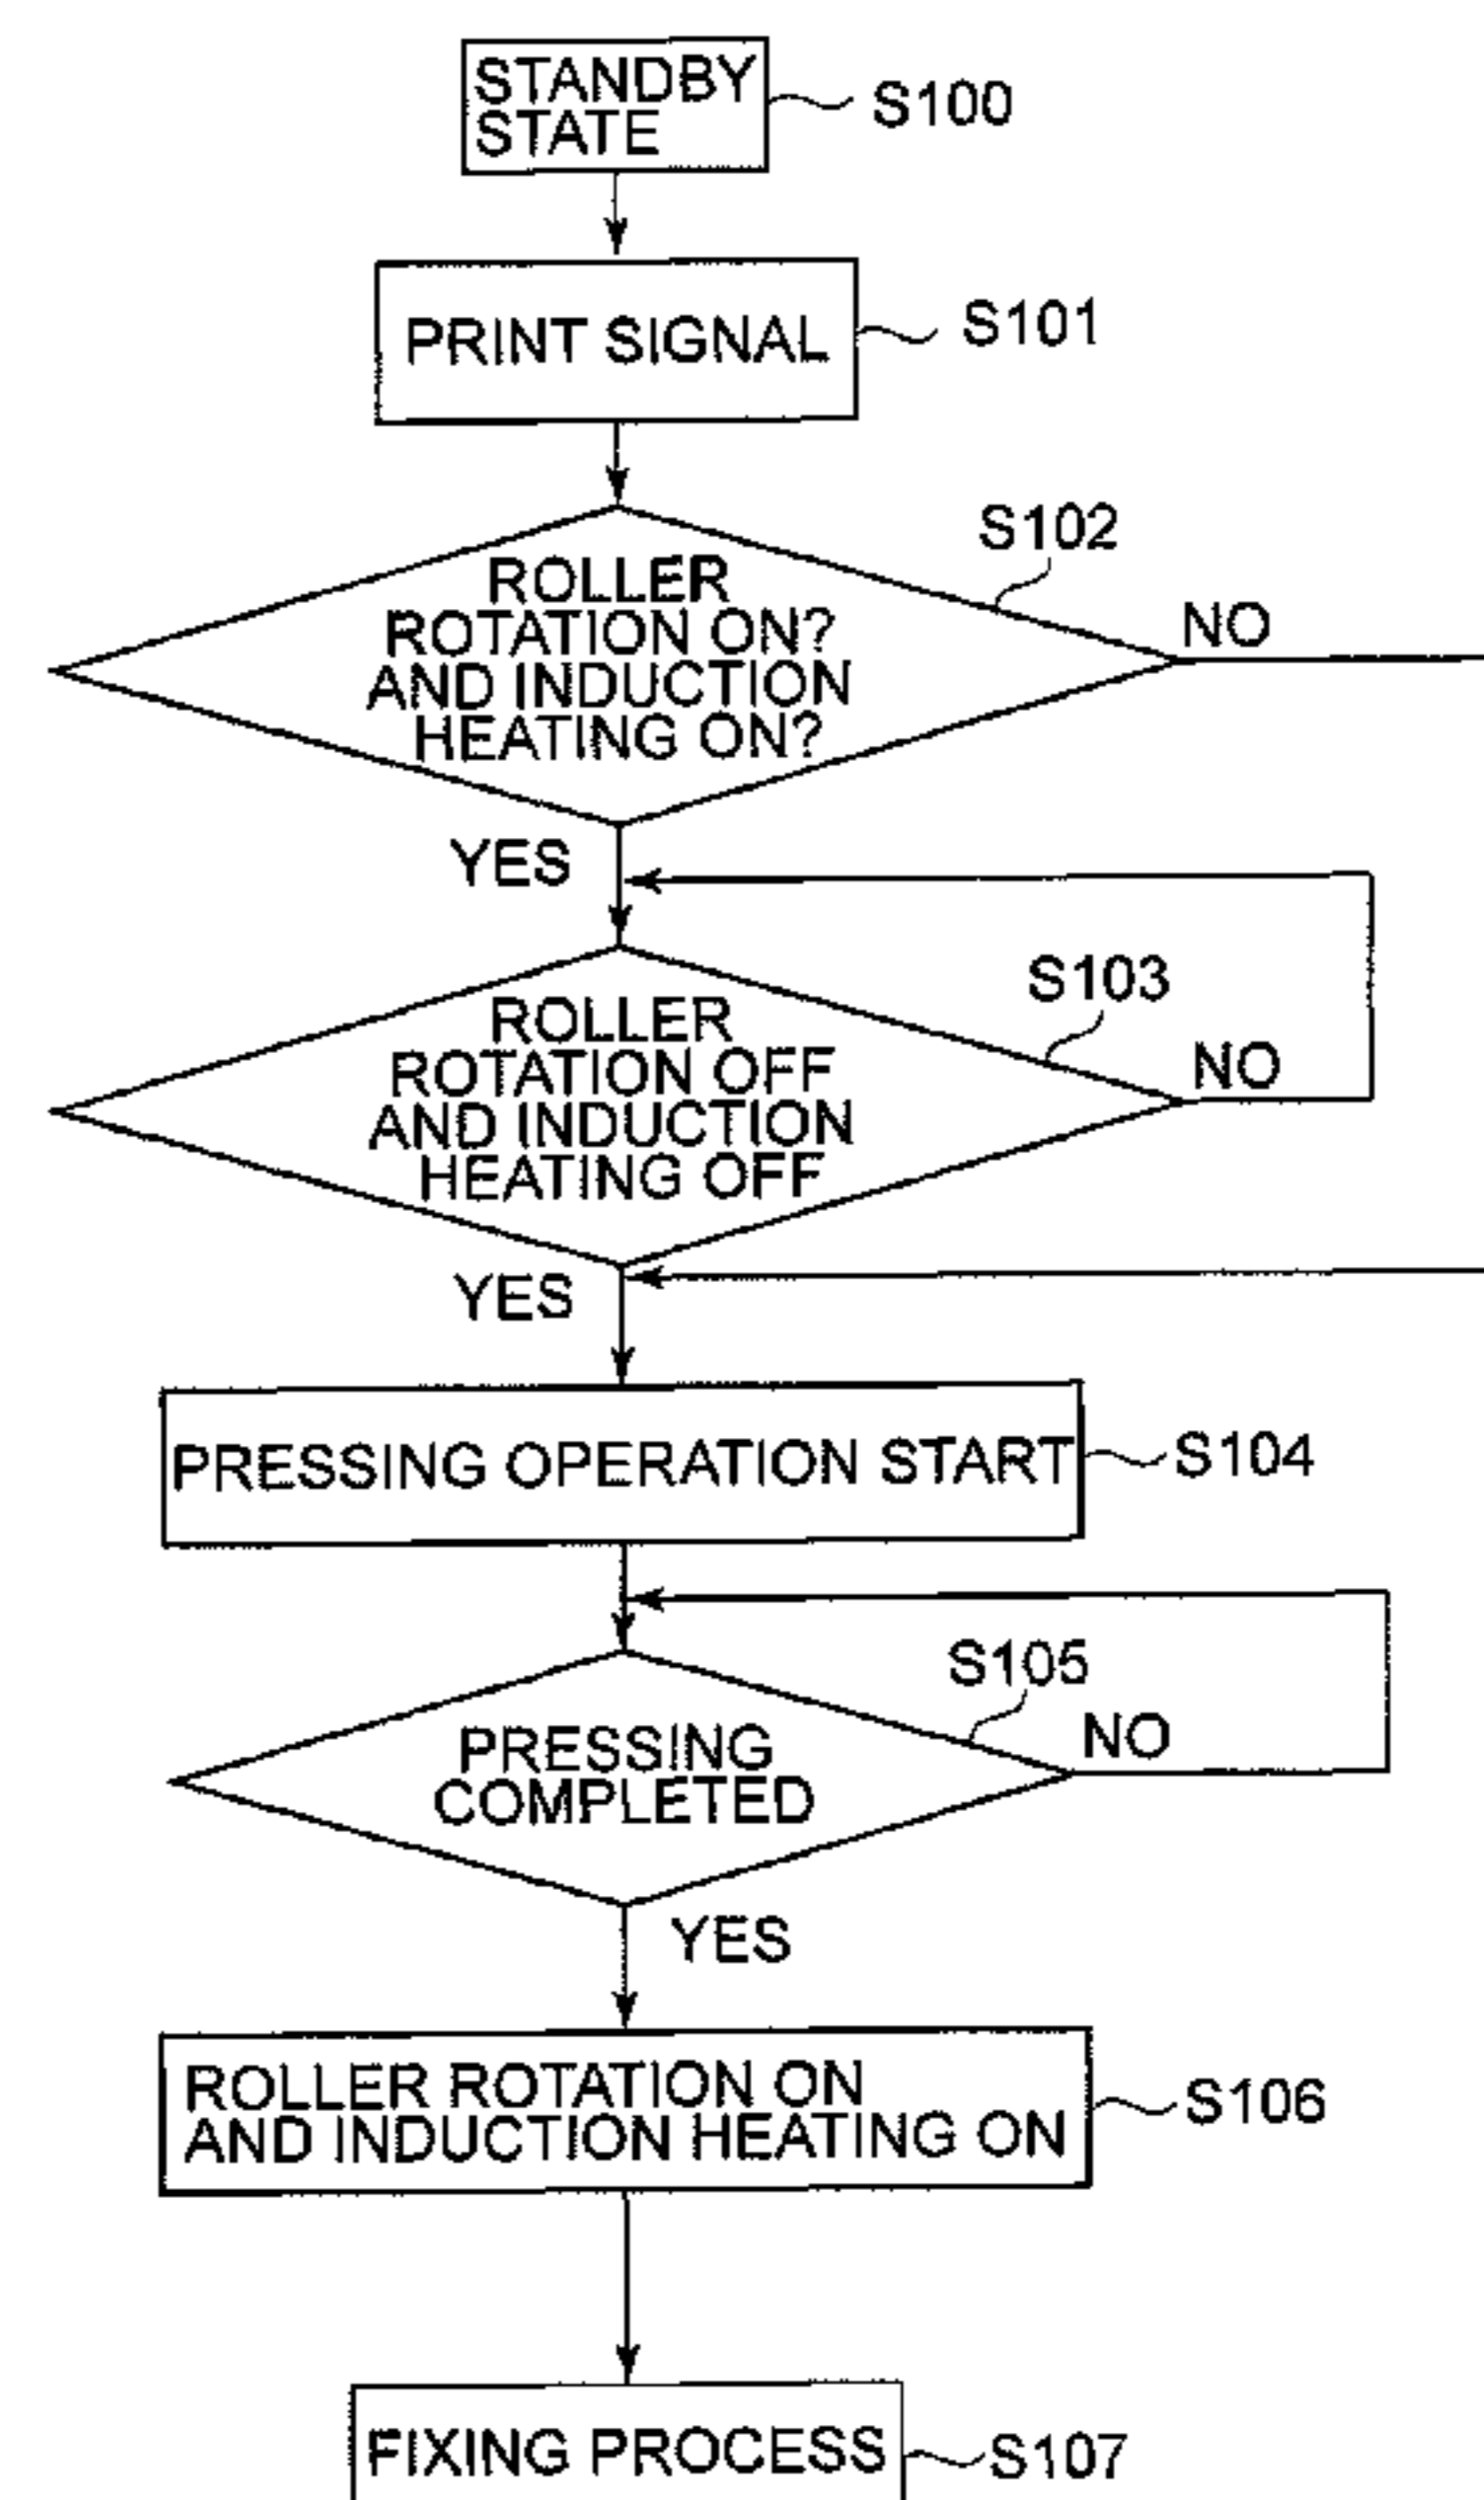 STANDBY
STATE
S100
PRINT SIGNAL
S101
S102
ROLLER
ROTATION ON?
AND INDUCTION
HEATING ON?
NO
YES
S103
ROLLER
ROTATION OFF
AND INDUCTION
HEATING OFF
NO
YES
PRESSING OPERATION START
S104
S105
PRESSING
COMPLETED
NO
YES
ROLLER ROTATION ON
AND INDUCTION HEATING ON
S106
FIXING PROCESS
S107